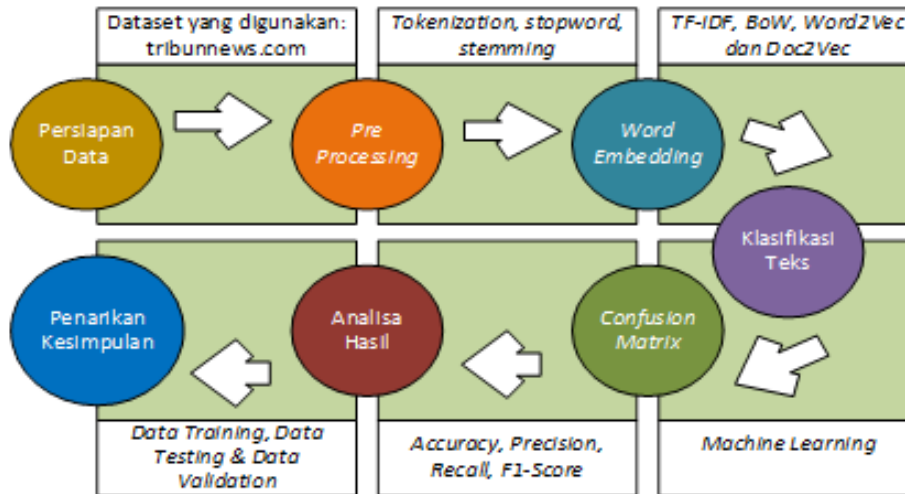 Dataset yang digunakan:
tribunnews.com
Tokenization, stopword,
stemming
TF-IDF, BoW, Word2Vec
dan Doc2Vec
Persiapan
Data
Pre
Processing
Word
Embedding
Klasifikasi
Teks
Confusion
Matrix
Analisa
Hasil
Penarikan
Kesimpulan
Data Training, Data
Testing & Data
Validation
Accuracy, Precision,
Recall, F1-Score
Machine Learning